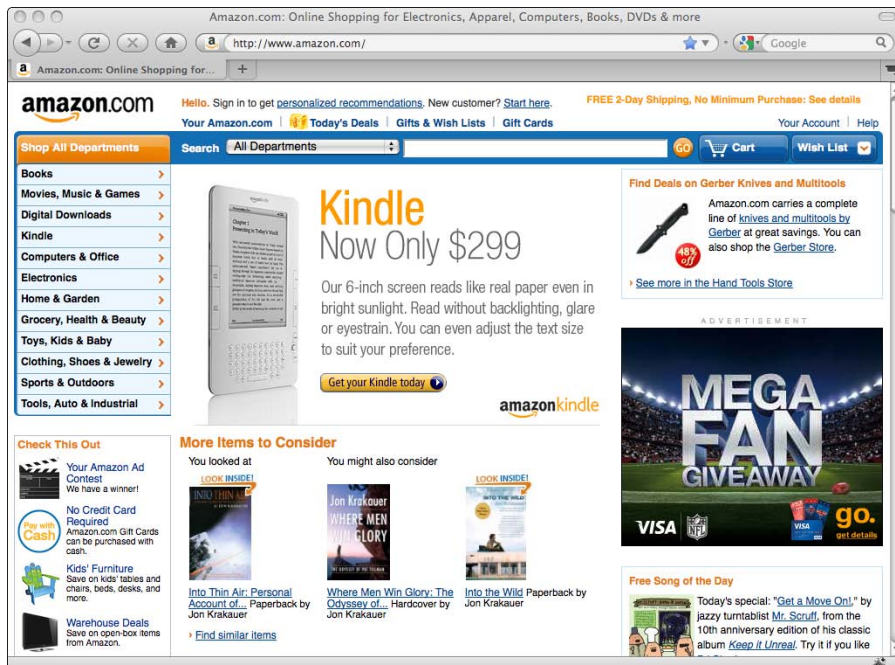 Amazon.com: Online Shopping for Electronics, Apparel, Computers, Books, DVDs & more
http://www.amazon.com/
Google
Amazon.com: Online Shopping for...
amazon.com
Hello. Sign in to get personalized recommendations. New customer? Start here.
FREE 2-Day Shipping, No Minimum Purchase: See details
Your Amazon.com | Today's Deals | Gifts & Wish Lists | Gift Cards
Your Account | Help
Shop All Departments
Search All Departments
GO
Cart
Wish List
Books
Movies, Music & Games
Digital Downloads
Kindle
Computers & Office
Electronics
Home & Garden
Grocery, Health & Beauty
Toys, Kids & Baby
Clothing, Shoes & Jewelry
Sports & Outdoors
Tools, Auto & Industrial
Check This Out
Your Amazon Ad
Contest
We have a winner!
Pay with
Cash
No Credit Card
Required
Amazon.com Gift Cards
can be purchased with
cash.
Kids' Furniture
Save on kids' tables and
chairs, beds, desks, and
more.
Warehouse Deals
Save on open-box items
from Amazon.
Chapter 1
Kindle
Now Only $299
Our 6-inch screen reads like real paper even in
bright sunlight. Read without backlighting, glare
or eyestrain. You can even adjust the text size
to suit your preference.
Get your Kindle today
amazonkindle
More Items to Consider
You looked at
You might also consider
LOOK INSIDE!
INTO THIN AIR
Into Thin Air: Personal
Account of... Paperback by
Jon Krakauer
Find similar items
Jon Krakauer
WHERE MEN
WIN GLORY
THE ODYSSEY OF PAT TILLMAN
Where Men Win Glory: The
Odyssey of... Hardcover by
Jon Krakauer
LOOK INSIDE!
INTO THE WILD
Into the Wild Paperback by
Jon Krakauer
Find Deals on Gerber Knives and Multitools
48%
off
Amazon.com carries a complete
line of knives and multitools by
Gerber at great savings. You can
also shop the Gerber Store.
See more in the Hand Tools Store
ADVERTISEMENT
MEGA
FAN
GIVEAWAY
VISA
NFL
VISA
go.
get details
Free Song of the Day
Today's special: "Get a Move On!," by
jazzy turntablist Mr. Scruff, from the
10th anniversary edition of his classic
album Keep it Unreal. Try it if you like